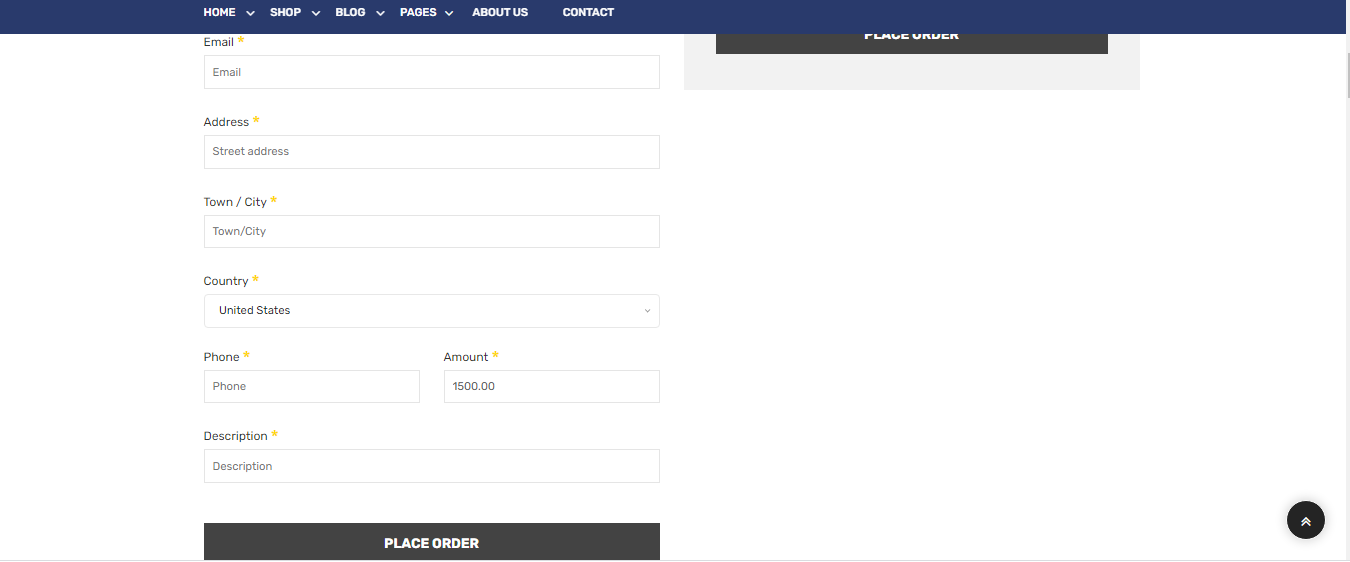 HOME SHOP BLOG PAGES ABOUT US CONTACT
PLACE ORDER
Email *
Email
Address *
Street address
Town / City *
Town/City
Country *
United States
Phone * Amount *
Phone 1500.00
Description *
Description
PLACE ORDER